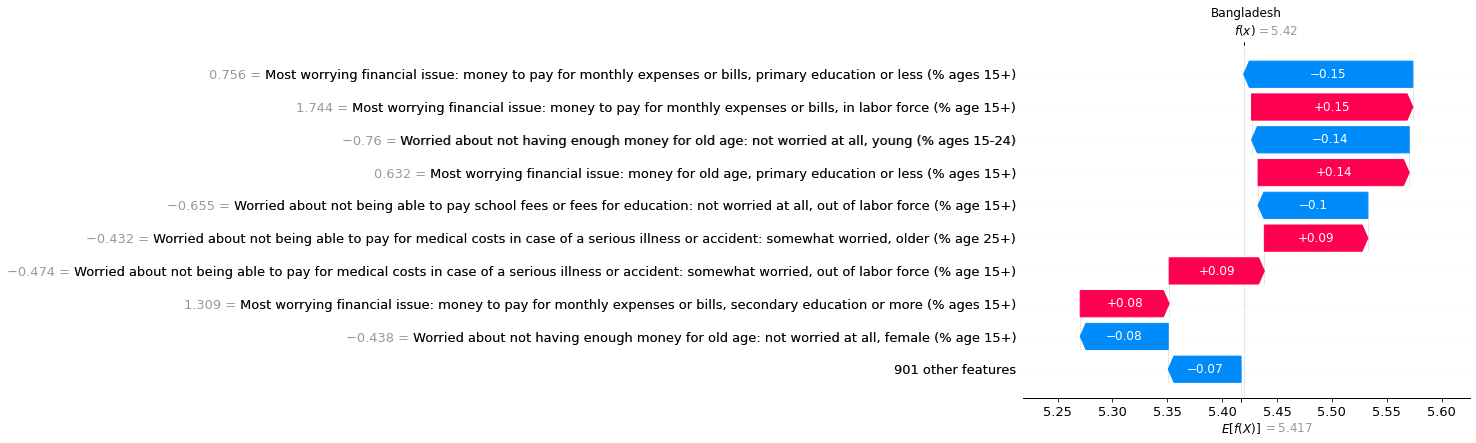 Bangladesh
f(x) = 5.42
0.756 = Most worrying financial issue: money to pay for monthly expenses or bills, primary education or less (% ages 15+)
−0.15
1.744 = Most worrying financial issue: money to pay for monthly expenses or bills, in labor force (% age 15+)
+0.15
−0.76 = Worried about not having enough money for old age: not worried at all, young (% ages 15-24)
−0.14
0.632 = Most worrying financial issue: money for old age, primary education or less (% ages 15+)
+0.14
−0.655 = Worried about not being able to pay school fees or fees for education: not worried at all, out of labor force (% age 15+)
−0.1
−0.432 = Worried about not being able to pay for medical costs in case of a serious illness or accident: somewhat worried, older (% age 25+)
+0.09
−0.474 = Worried about not being able to pay for medical costs in case of a serious illness or accident: somewhat worried, out of labor force (% age 15+)
+0.09
1.309 = Most worrying financial issue: money to pay for monthly expenses or bills, secondary education or more (% ages 15+)
+0.08
−0.438 = Worried about not having enough money for old age: not worried at all, female (% age 15+)
−0.08
901 other features
−0.07
5.25 5.30 5.35 5.40 5.45 5.50 5.55 5.60
E[f(X)] = 5.417